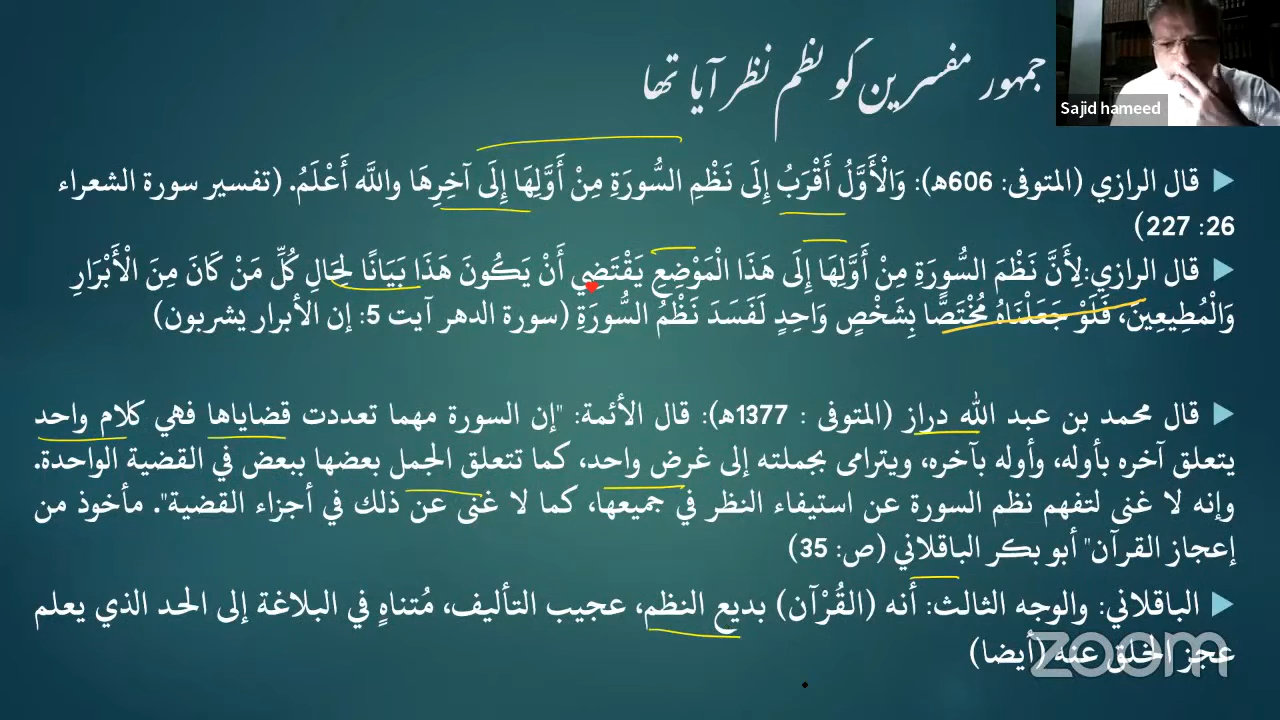 جمہور مفسرین کو نظم نظر آیا تھا
Sajid hameed
قال الرازي (المتوفى: 606ه): وَالْأَوَّلُ أَقْرَبُ إِلَى نَظْمِ السُّورَةِ مِنْ أَوَّلِهَا إِلَى آخِرِهَا والله أَعْلَمُ. (تفسير سورة الشعراء
26: 227)
قال الرازي:لِأَنَّ نَظْمَ السُّورَةِ مِنْ أَوَّلِهَا إِلَى هَذَا الْمَوْضِعِ يَقْتَضِي أَنْ يَكُونَ هَذَا بَيَانًا لِحَالِ كُلِّ مَنْ كَانَ مِنَ الْأَبْرَارِ
وَالْمُطِيعِينَ، فَلَوْ جَعَلْنَاهُ مُخْتَصًّا بِشَخْصٍ وَاحِدٍ لَفَسَدَ نَظْمُ السُّورَةِ (سورة الدهر آیت 5: إن الأبرار يشربون)
قال محمد بن عبد الله دراز (المتوفى : 1377ه): قال الأئمة: "إن السورة مهما تعددت قضاياها فهي كلام واحد
يتعلق آخره بأوله، وأوله بآخره، ويترامى بجملته إلى غرض واحد، كما تتعلق الجمل بعضها ببعض في القضية الواحدة.
وإنه لا غنى لتفهم نظم السورة عن استيفاء النظر في جميعها، كما لا غنى عن ذلك في أجزاء القضية". مأخوذ من
إعجاز القرآن" أبو بكر الباقلاني (ص: 35)
الباقلاني: والوجه الثالث: أَنه (القُرْآن) بديع النظم، عجيب التأليف، مُتناهٍ في البلاغة إلى الحد الذي يعلم
عجز الخلق عنه (أيضا)
zoom